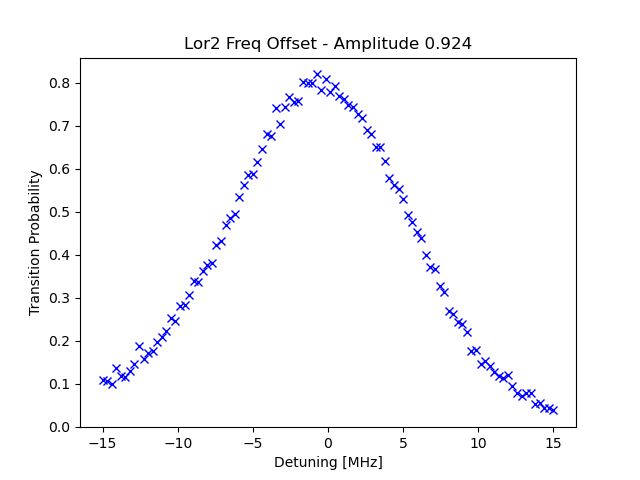 Lor2 Freq Offset - Amplitude 0.924
Transition Probability
0.8
0.7
0.6
0.5
0.4
0.3
0.2
0.1
0.0
−15 −10 −5 0 5 10 15
Detuning [MHz]